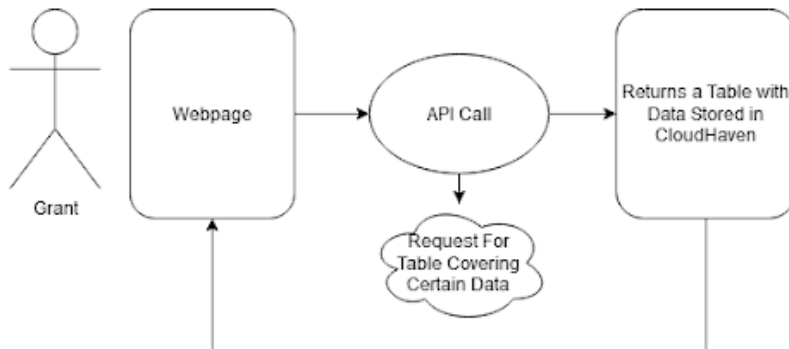 Webpage
API Call
Returns a Table with
Data Stored in
CloudHaven
Grant
Request For
Table Covering
Certain Data